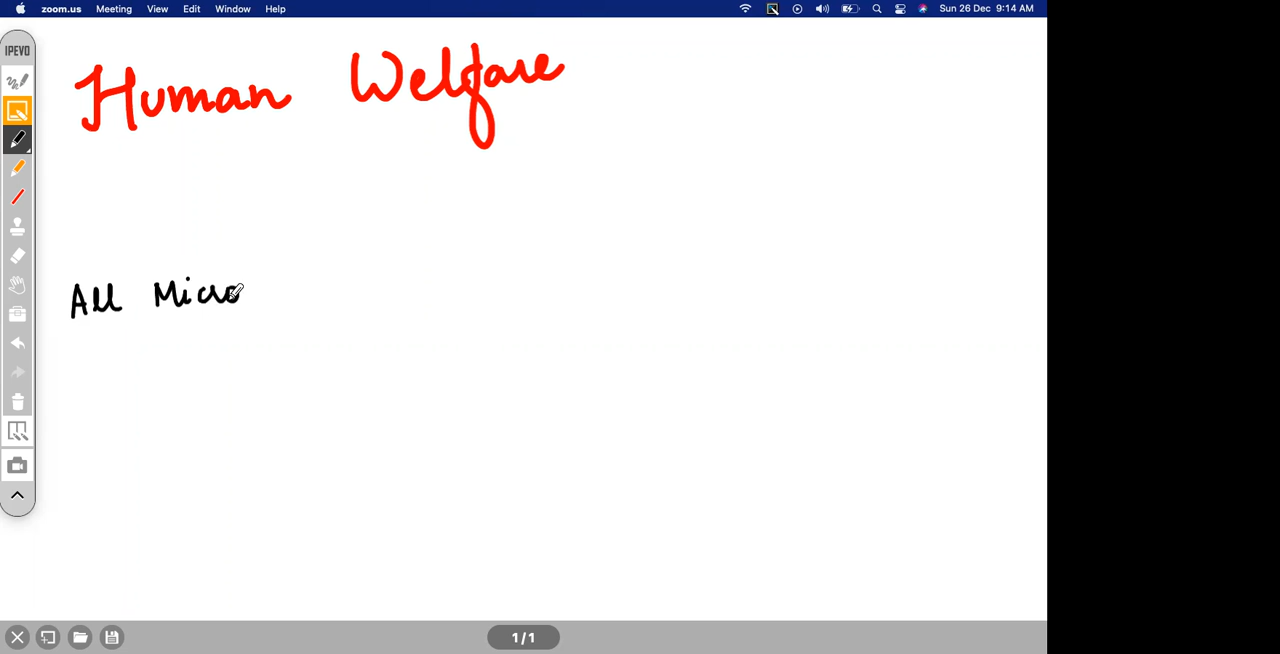 zoom.us Meeting View Edit Window Help Sun 26 Dec 9:14 AM
IPEVO
Human Welfare
All Micro
1/1